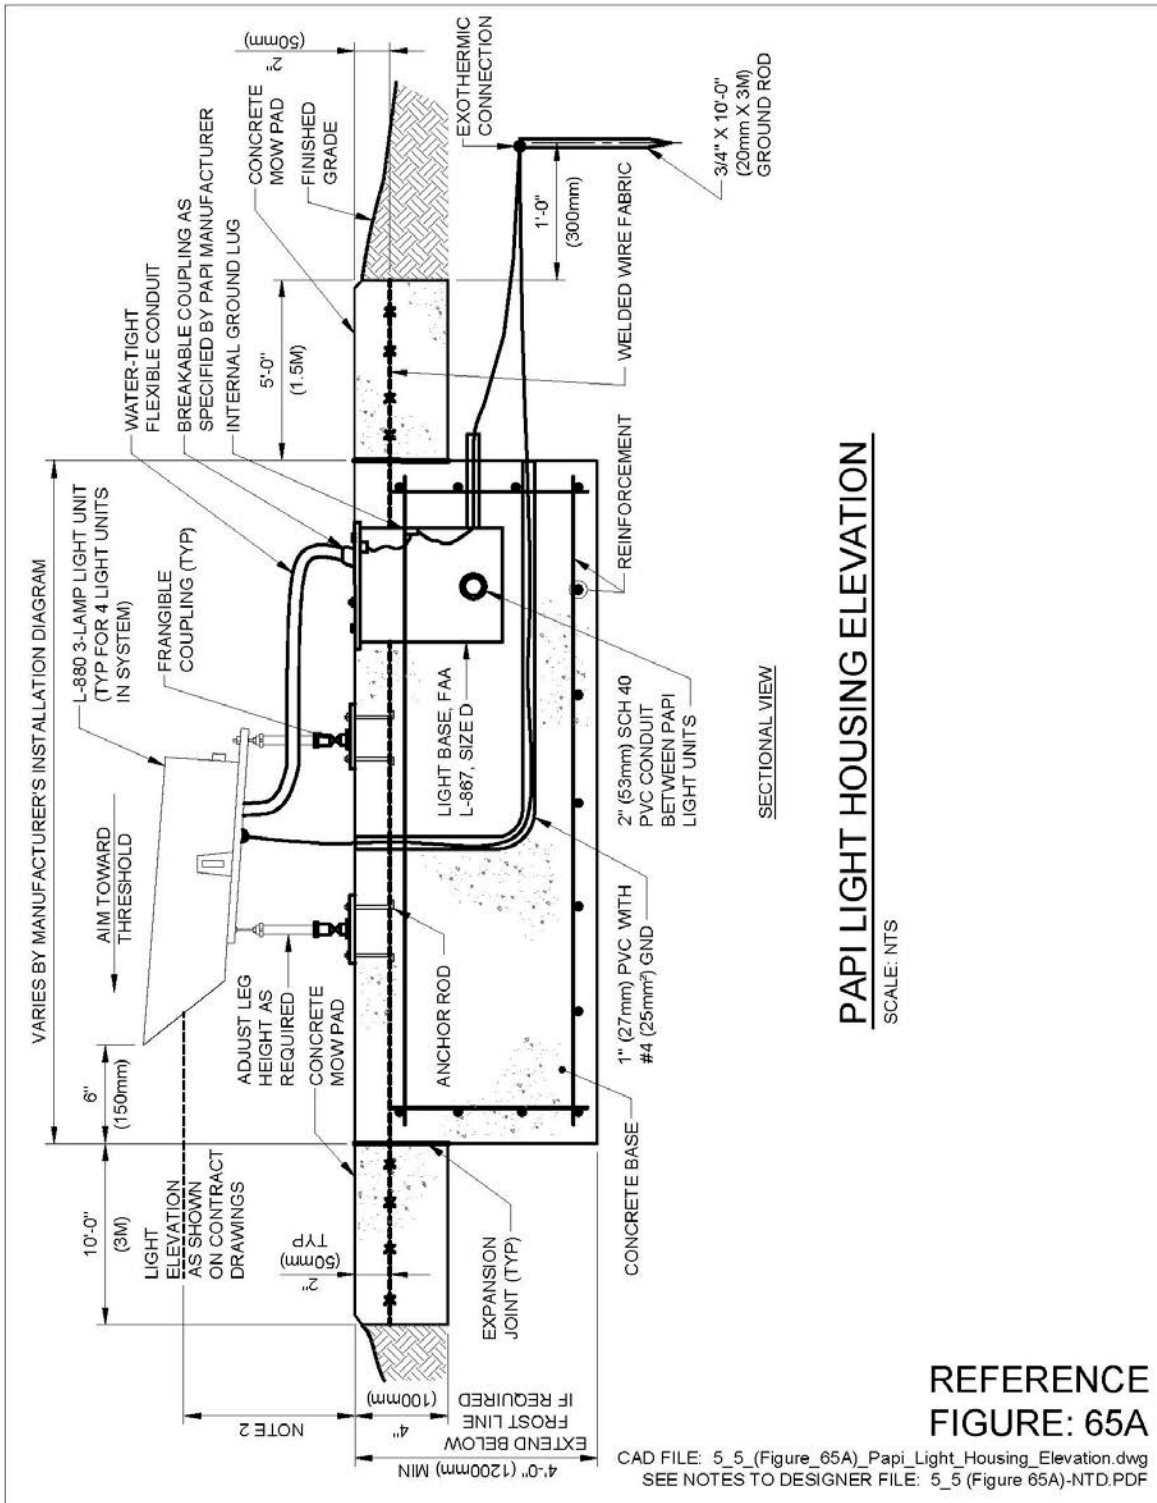 VARIES BY MANUFACTURER'S INSTALLATION DIAGRAM
10'-0"
(3M)
6"
(150mm)
AIM TOWARD
THRESHOLD
L-880 3-LAMP LIGHT UNIT
(TYP FOR 4 LIGHT UNITS
IN SYSTEM)
FRANGIBLE
COUPLING (TYP)
WATER-TIGHT
FLEXIBLE CONDUIT
BREAKABLE COUPLING AS
SPECIFIED BY PAPI MANUFACTURER
INTERNAL GROUND LUG
5'-0"
(1.5M)
CONCRETE
MOW PAD
FINISHED
GRADE
2"
(50mm)
LIGHT
ELEVATION
AS SHOWN
ON CONTRACT
DRAWINGS
ADJUST LEG
HEIGHT AS
REQUIRED
CONCRETE
MOW PAD
NOTE 2
2"
(50mm)
TYP
4"
(100mm)
4'-0" (1200mm) MIN
EXTEND BELOW
FROST LINE
IF REQUIRED
EXPANSION
JOINT (TYP)
ANCHOR ROD
LIGHT BASE, FAA
L-867, SIZE D
EXOTHERMIC
CONNECTION
1'-0"
(300mm)
3/4" X 10'-0"
(20mm X 3M)
GROUND ROD
WELDED WIRE FABRIC
REINFORCEMENT
2" (53mm) SCH 40
PVC CONDUIT
BETWEEN PAPI
LIGHT UNITS
1" (27mm) PVC WITH
#4 (25mm²) GND
CONCRETE BASE
SECTIONAL VIEW
PAPI LIGHT HOUSING ELEVATION
SCALE: NTS
REFERENCE
FIGURE: 65A
CAD FILE: 5_5_(Figure_65A)_Papi_Light_Housing_Elevation.dwg
SEE NOTES TO DESIGNER FILE: 5_5 (Figure 65A)-NTD.PDF